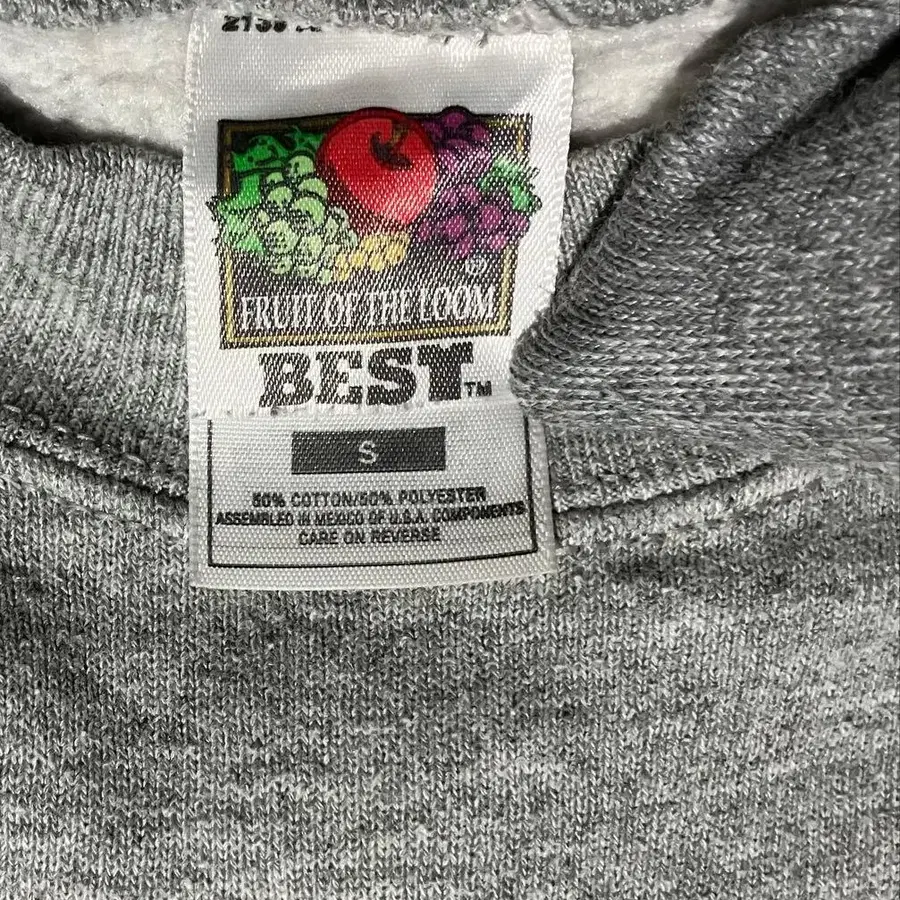 FRUIT OF THE LOOM
®
BEST™
S
50% COTTON/50% POLYESTER
ASSEMBLED IN MEXICO OF U.S.A. COMPONENTS
CARE ON REVERSE